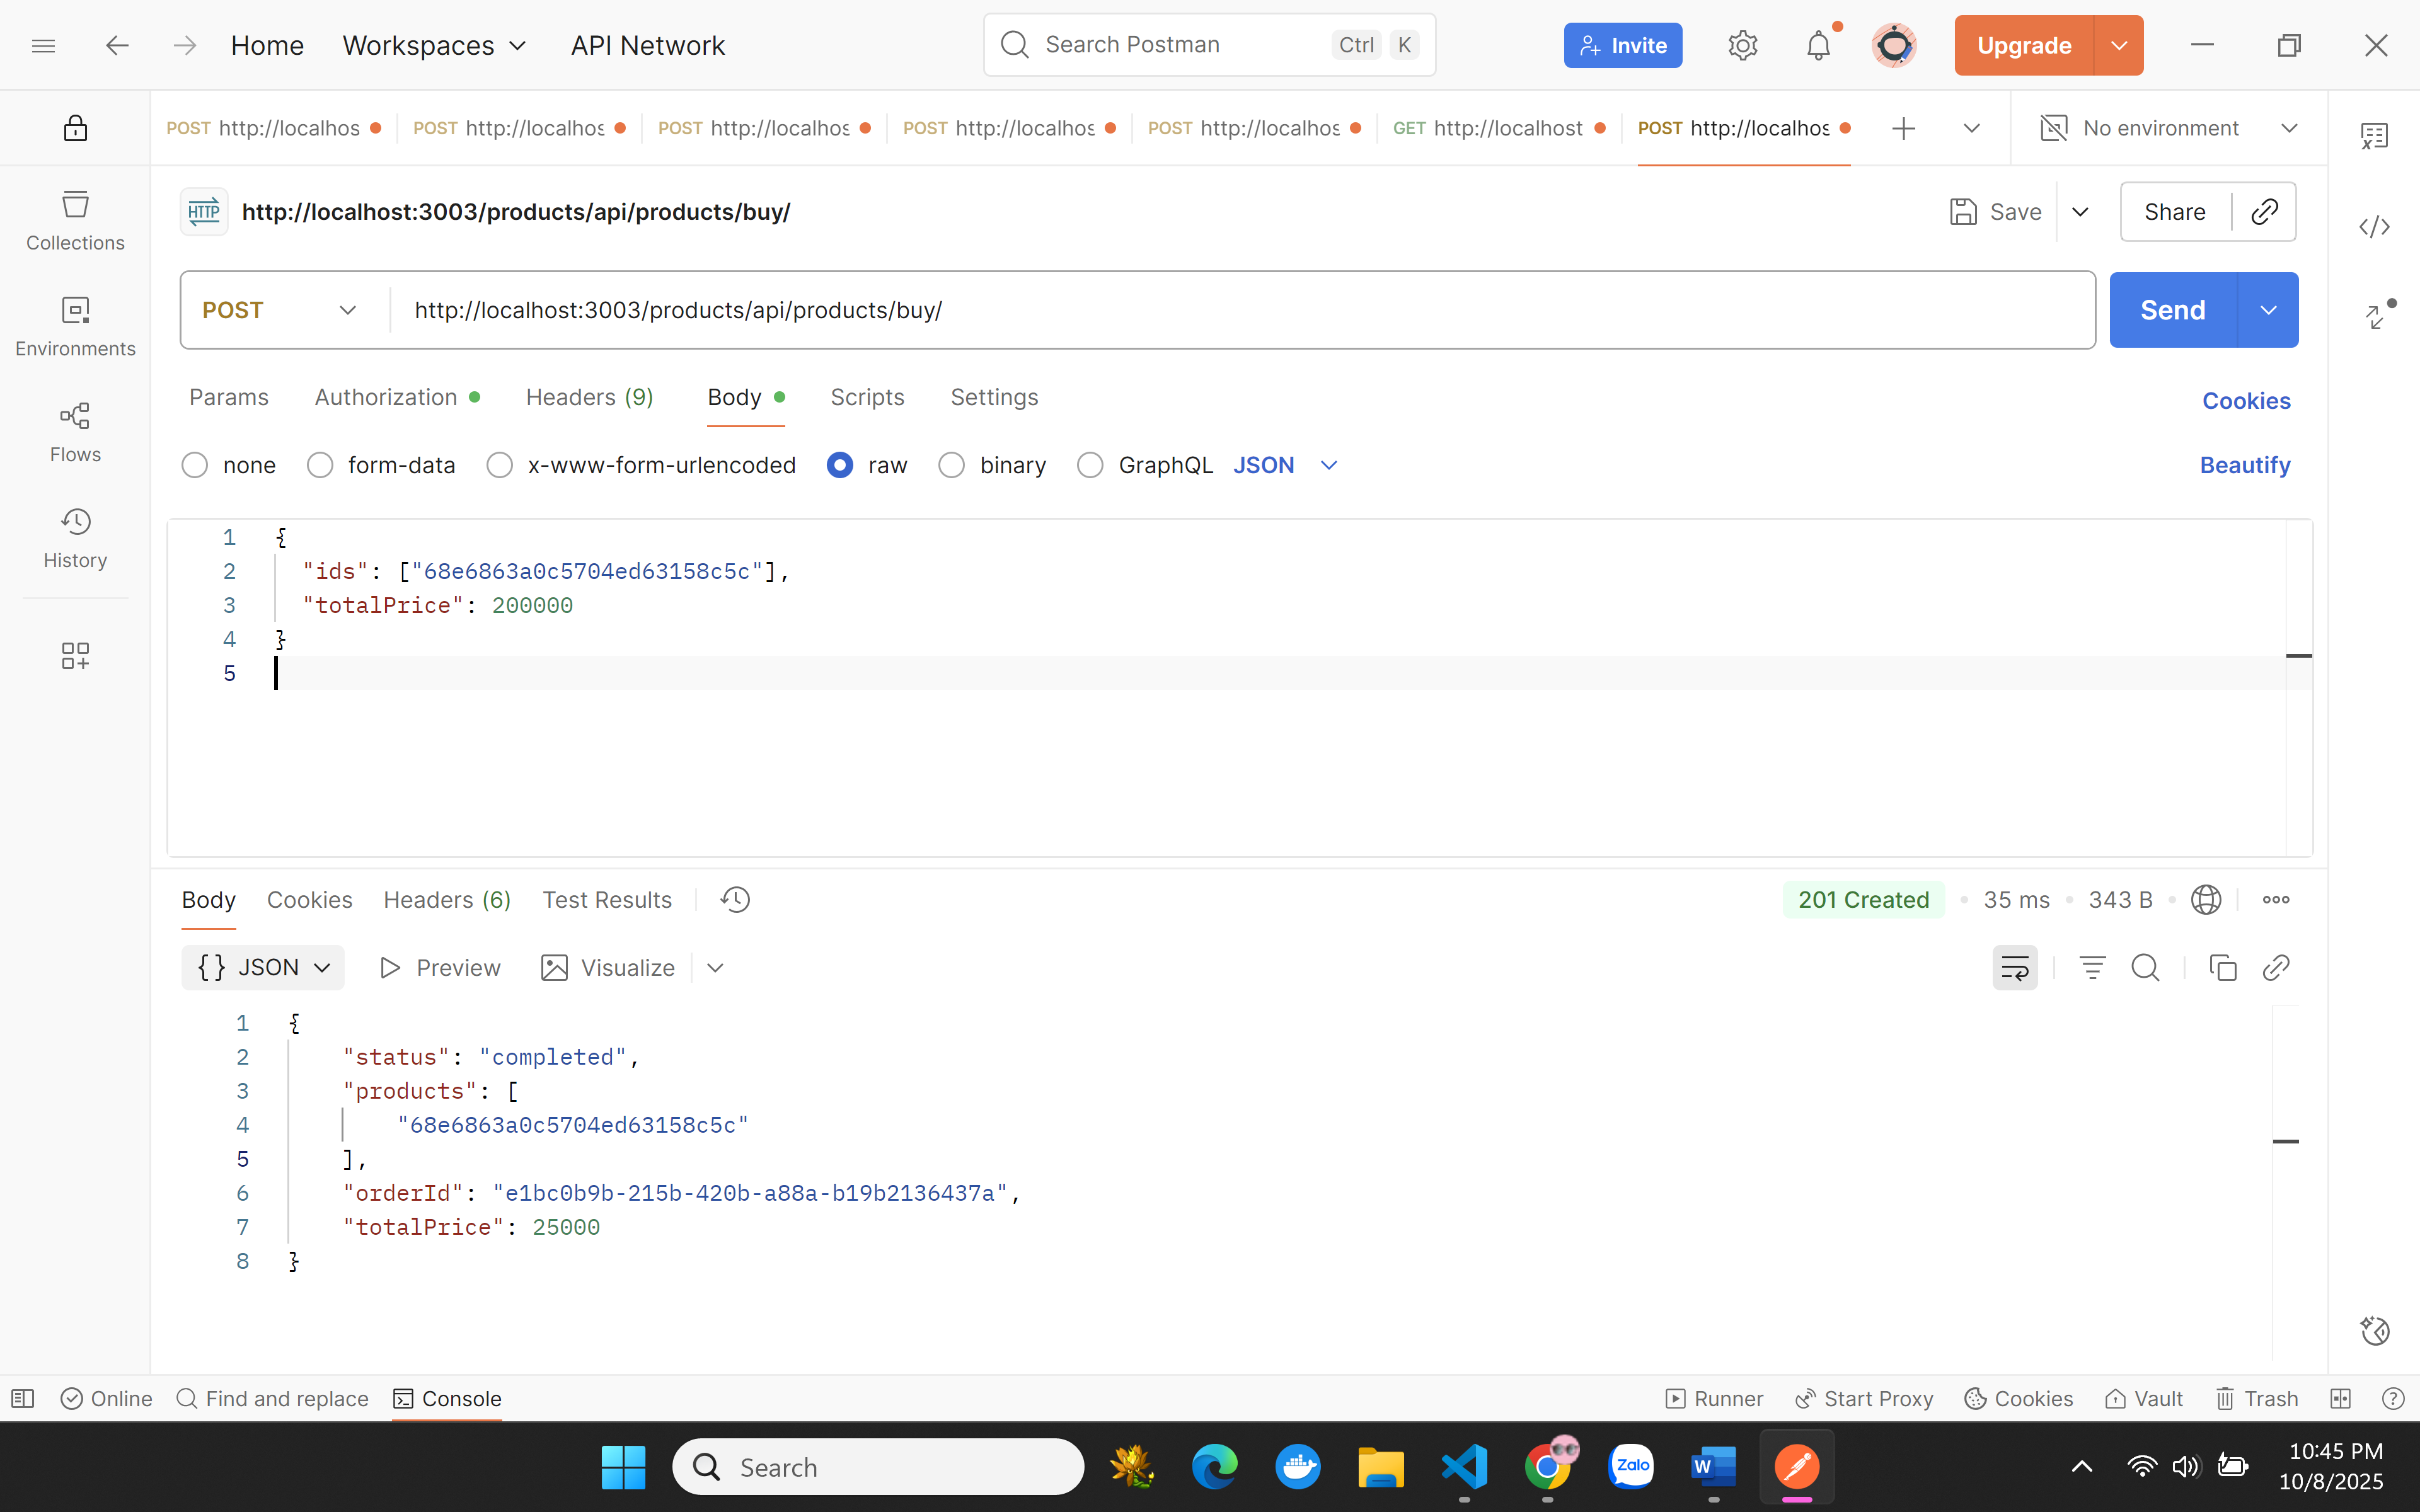 Home Workspaces API Network Search Postman Ctrl K Invite Upgrade
POST http://localhos POST http://localhos POST http://localhos POST http://localhos POST http://localhos GET http://localhost POST http://localhos No environment
HTTP http://localhost:3003/products/api/products/buy/ Save Share
Collections
POST http://localhost:3003/products/api/products/buy/ Send
Environments
Params Authorization Headers (9) Body Scripts Settings Cookies
Flows
none form-data x-www-form-urlencoded raw binary GraphQL JSON Beautify
History
1 {
2 "ids": ["68e6863a0c5704ed63158c5c"],
3 "totalPrice": 200000
4 }
5
Body Cookies Headers (6) Test Results 201 Created 35 ms 343 B
{} JSON Preview Visualize
1 {
2 "status": "completed",
3 "products": [
4 "68e6863a0c5704ed63158c5c"
5 ],
6 "orderId": "e1bc0b9b-215b-420b-a88a-b19b2136437a",
7 "totalPrice": 25000
8 }
Online Find and replace Console Runner Start Proxy Cookies Vault Trash
Search Zalo W 10:45 PM
10/8/2025